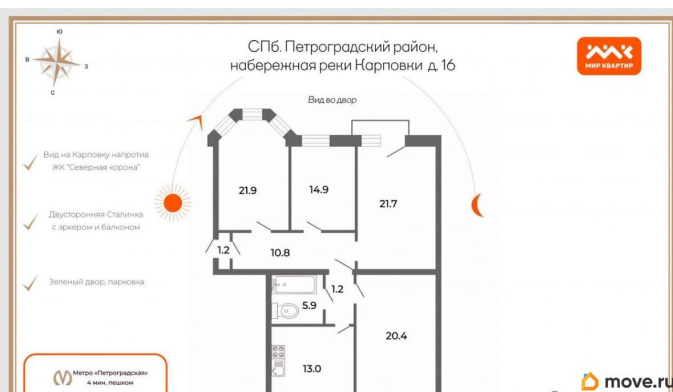 Ю
В
З
С
СПб. Петроградский район,
набережная реки Карповки д. 16
МИР КВАРТИР
Вид во двор
Вид на Карповку напротив
ЖК "Северная корона"
Двусторонняя Сталинка
с эркером и балконом
Зеленый двор, парковка
21.9
14.9
21.7
1.2
10.8
5.9
1.2
20.4
13.0
Метро «Петроградская»
4 мин. пешком
move.ru